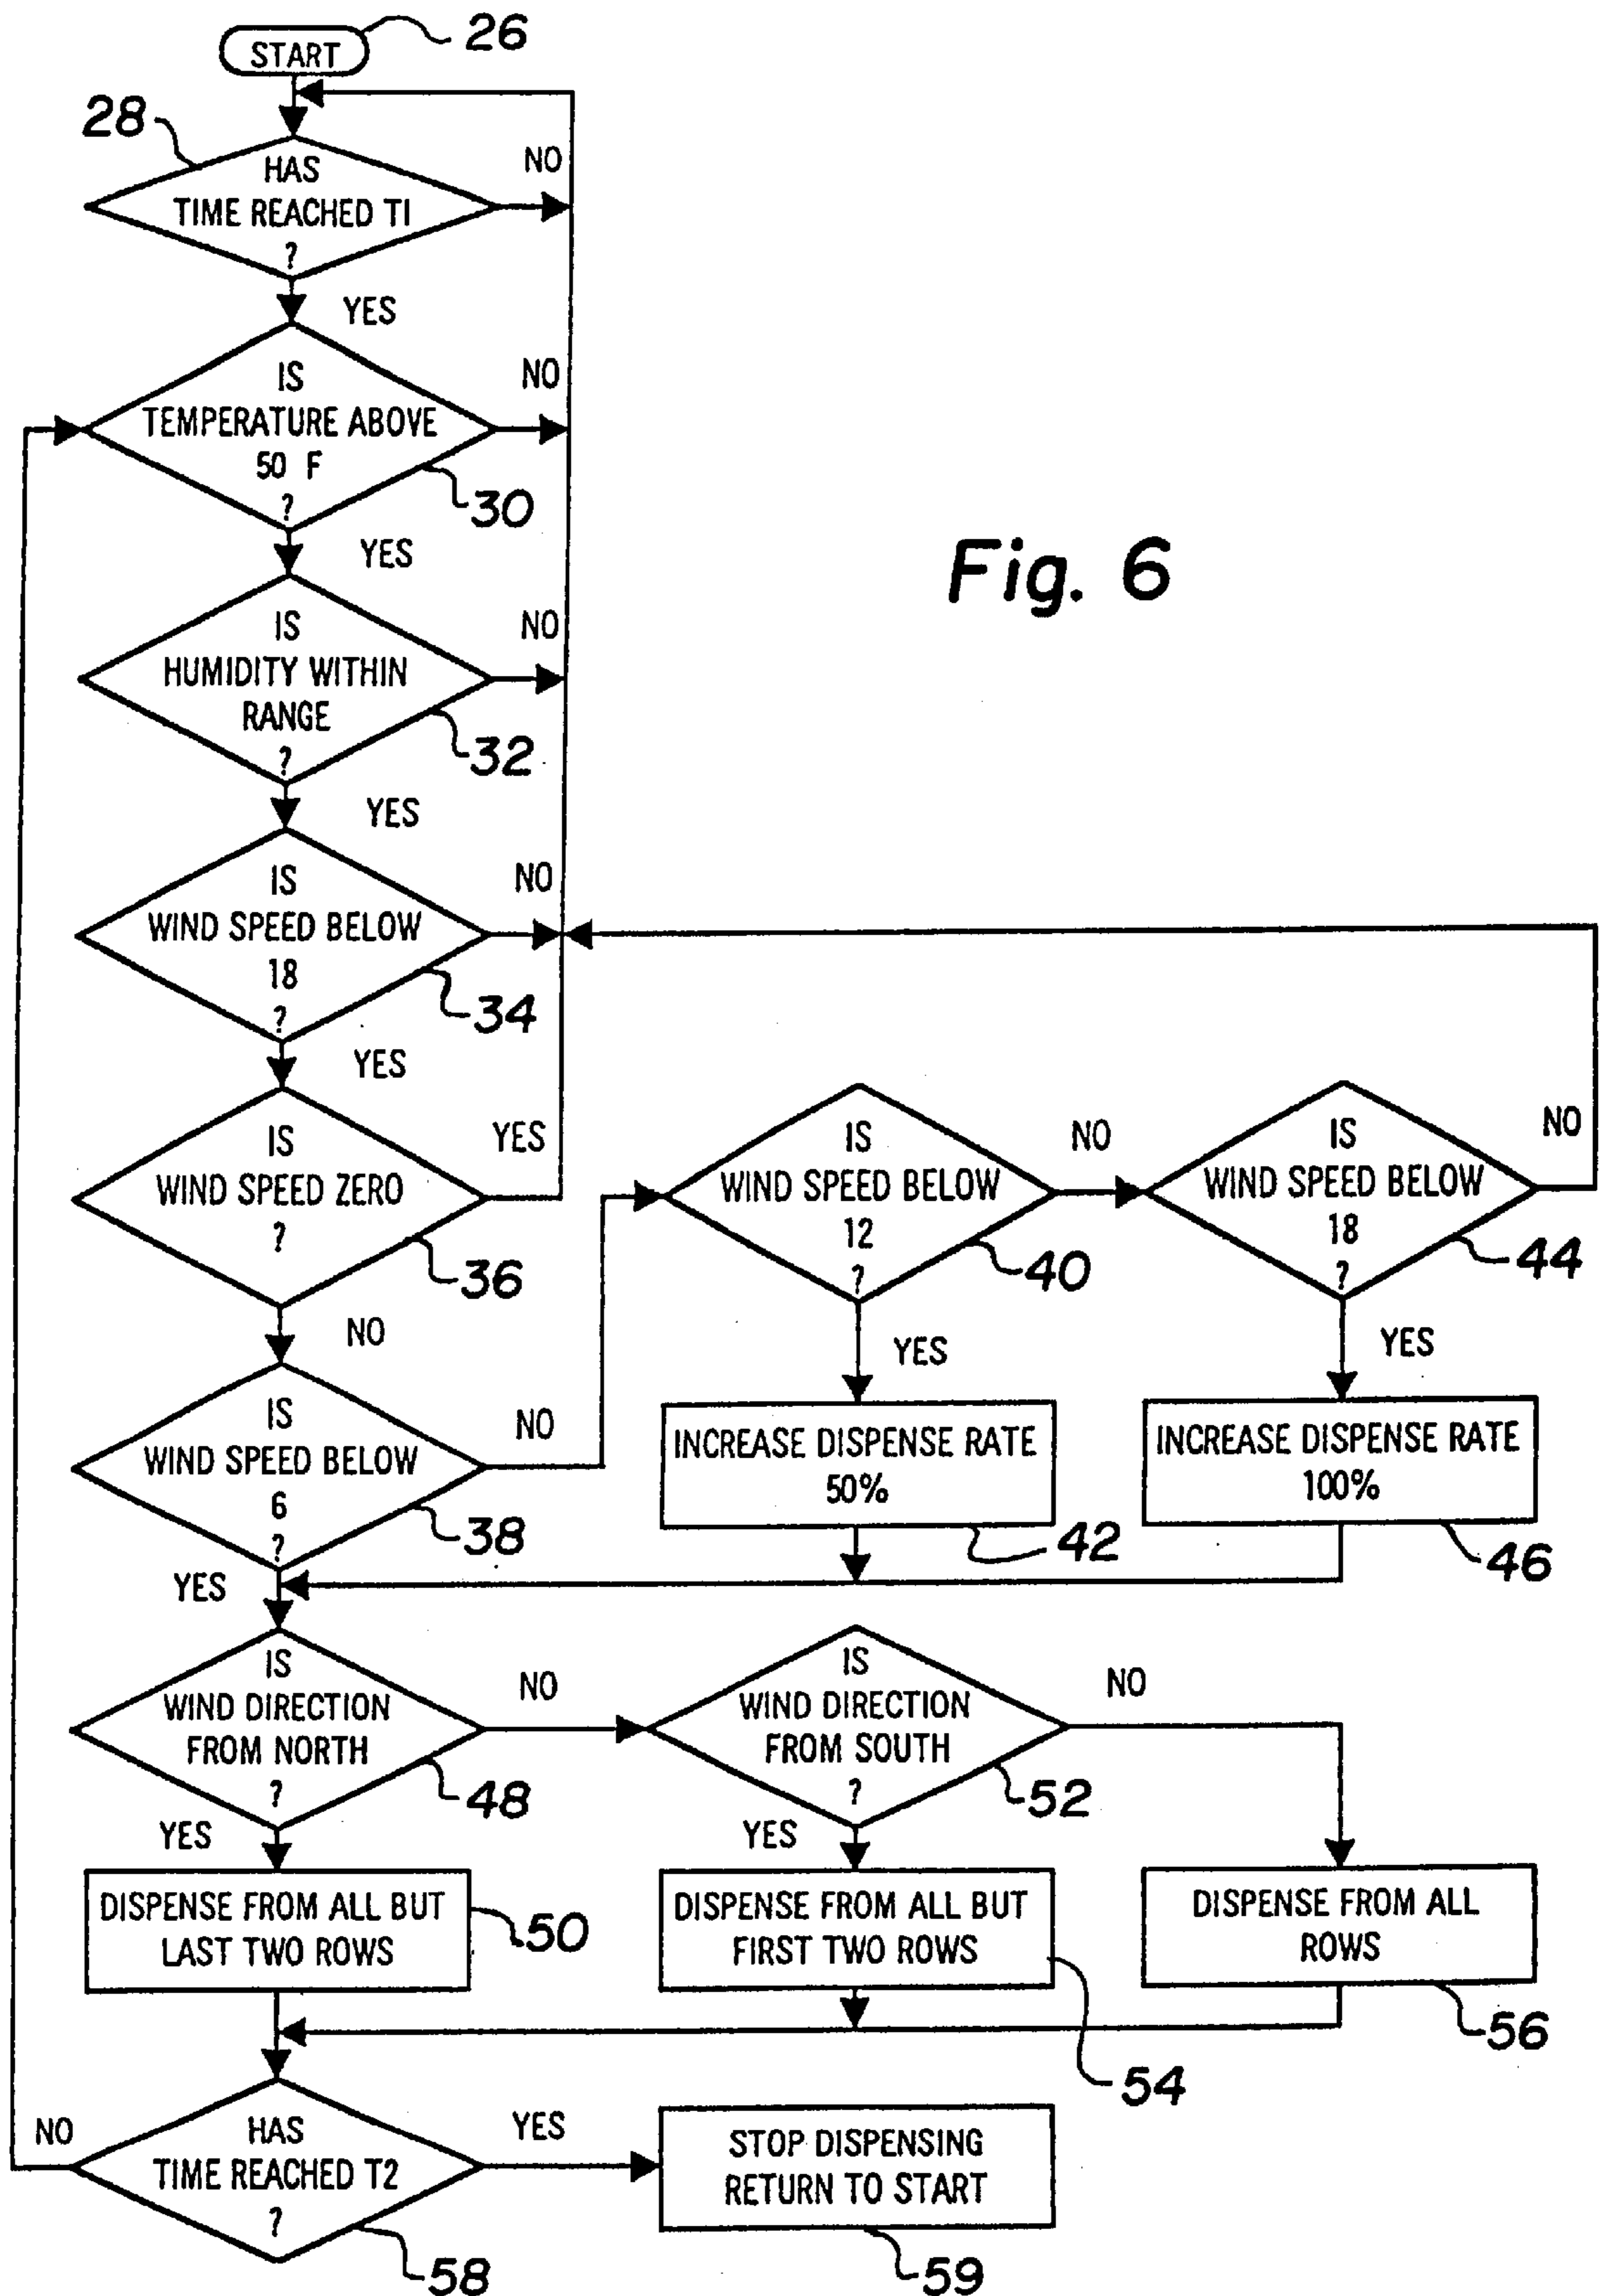 START
26
28
HAS
TIME REACHED T1
?
NO
YES
IS
TEMPERATURE ABOVE
50 F
?
NO
30
YES
Fig. 6
IS
HUMIDITY WITHIN
RANGE
?
NO
32
YES
IS
WIND SPEED BELOW
18
?
NO
34
YES
IS
WIND SPEED ZERO
?
YES
36
NO
IS
WIND SPEED BELOW
12
?
NO
40
YES
IS
WIND SPEED BELOW
18
?
NO
44
YES
IS
WIND SPEED BELOW
6
?
NO
38
YES
INCREASE DISPENSE RATE
50%
42
INCREASE DISPENSE RATE
100%
46
IS
WIND DIRECTION
FROM NORTH
?
NO
48
YES
IS
WIND DIRECTION
FROM SOUTH
?
NO
52
YES
DISPENSE FROM ALL BUT
LAST TWO ROWS
50
DISPENSE FROM ALL BUT
FIRST TWO ROWS
54
DISPENSE FROM ALL
ROWS
56
HAS
TIME REACHED T2
?
NO
YES
58
STOP DISPENSING
RETURN TO START
59